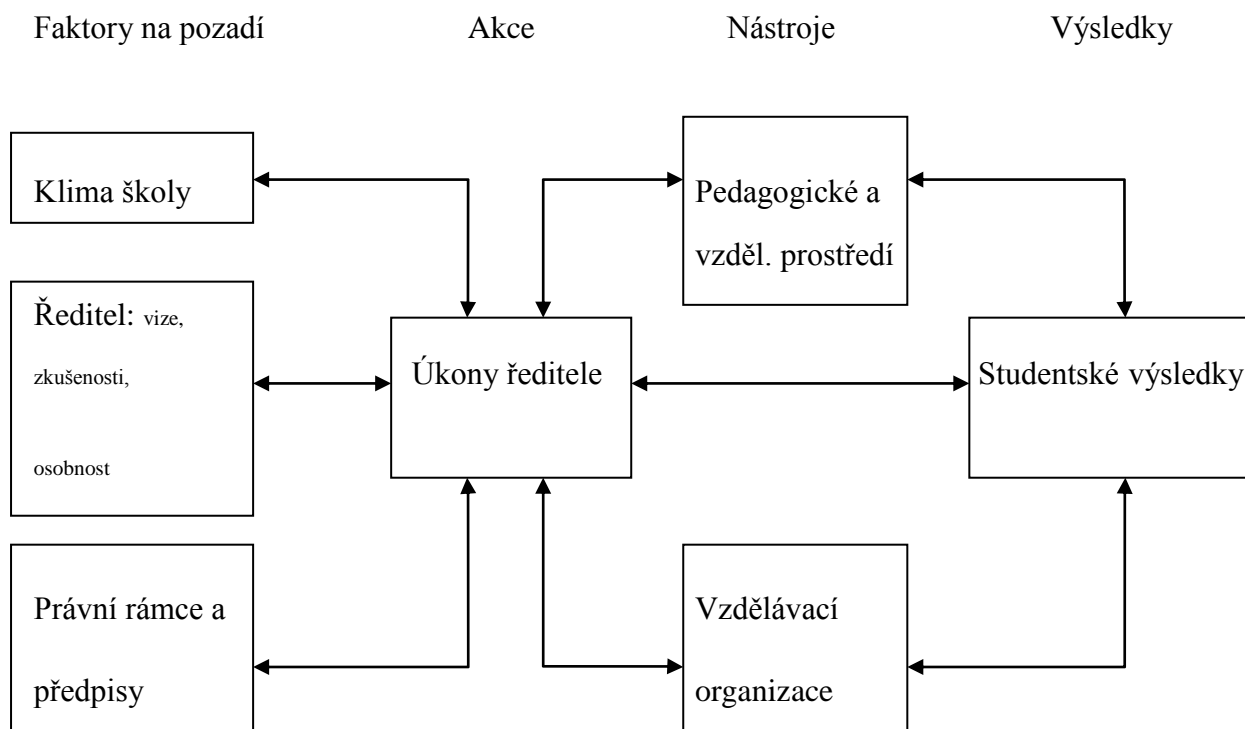 Faktory na pozadí
Akce
Nástroje
Výsledky
Klima školy
Ředitel: vize,
zkušenosti,
osobnost
Právní rámce a
předpisy
Úkony ředitele
Pedagogické a
vzděl. prostředí
Vzdělávací
organizace
Studentské výsledky